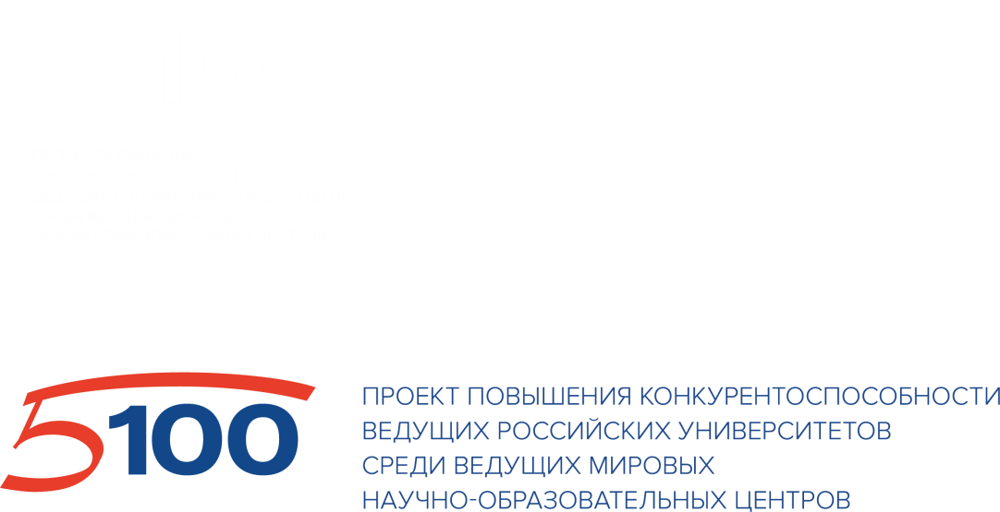 5100
ПРОЕКТ ПОВЫШЕНИЯ КОНКУРЕНТОСПОСОБНОСТИ
ВЕДУЩИХ РОССИЙСКИХ УНИВЕРСИТЕТОВ
СРЕДИ ВЕДУЩИХ МИРОВЫХ
НАУЧНО-ОБРАЗОВАТЕЛЬНЫХ ЦЕНТРОВ